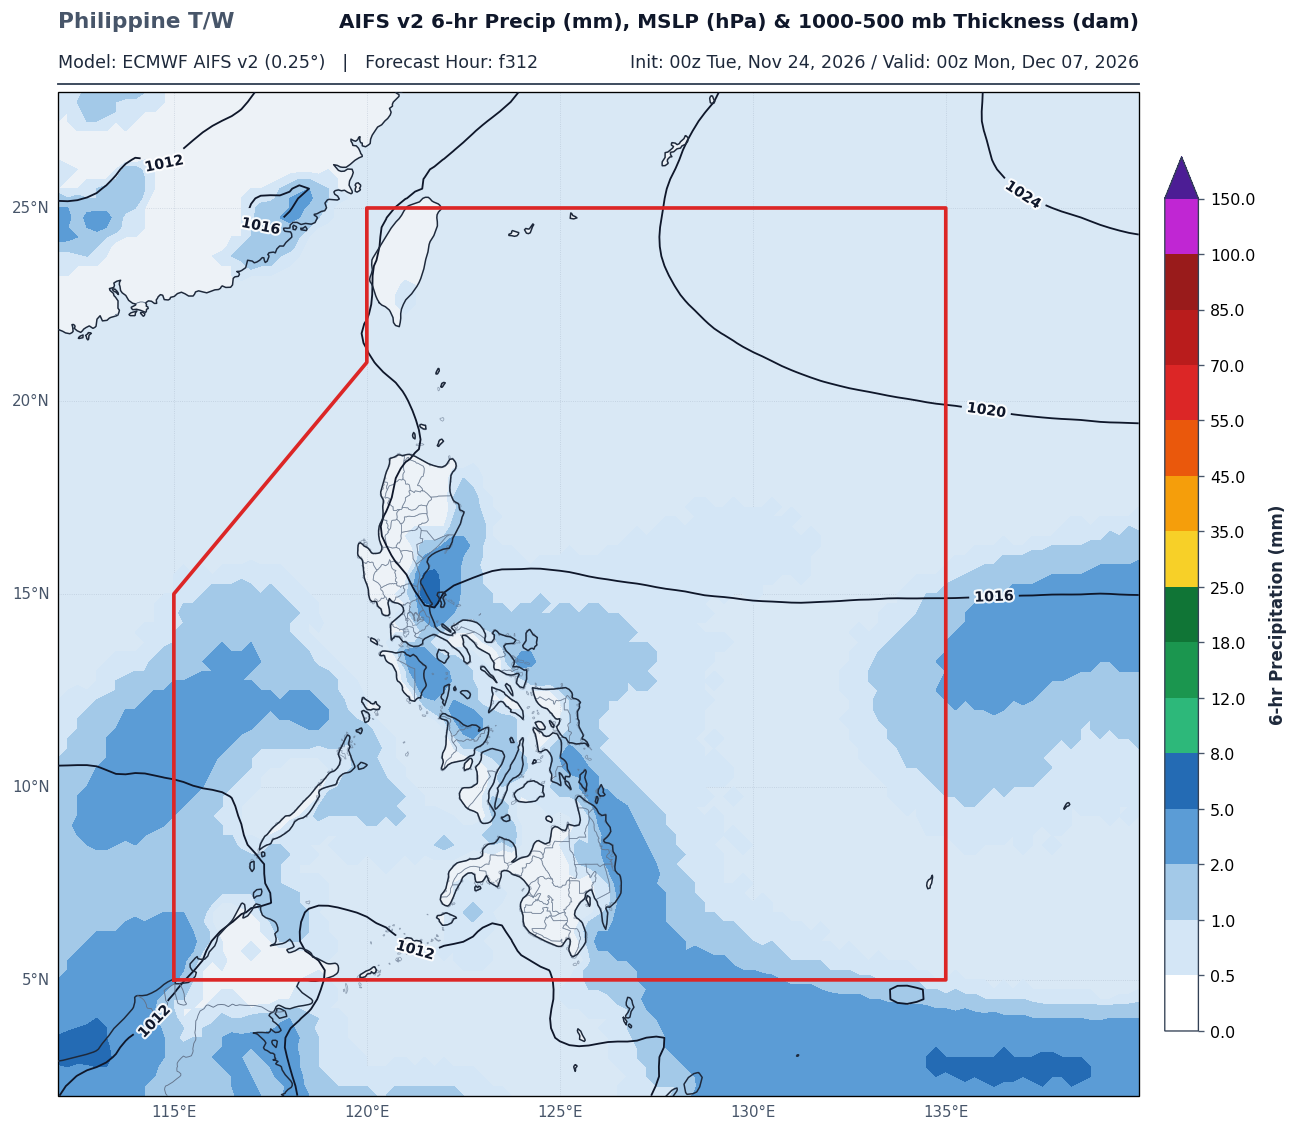 Philippine T/W
AIFS v2 6-hr Precip (mm), MSLP (hPa) & 1000-500 mb Thickness (dam)
Model: ECMWF AIFS v2 (0.25°) | Forecast Hour: f312
Init: 00z Tue, Nov 24, 2026 / Valid: 00z Mon, Dec 07, 2026
1012
1024
25°N
1016
20°N
1020
15°N
1016
10°N
1012
5°N
1012
115°E
120°E
125°E
130°E
135°E
150.0
100.0
85.0
70.0
55.0
45.0
35.0
25.0
18.0
12.0
8.0
5.0
2.0
1.0
0.5
0.0
6-hr Precipitation (mm)